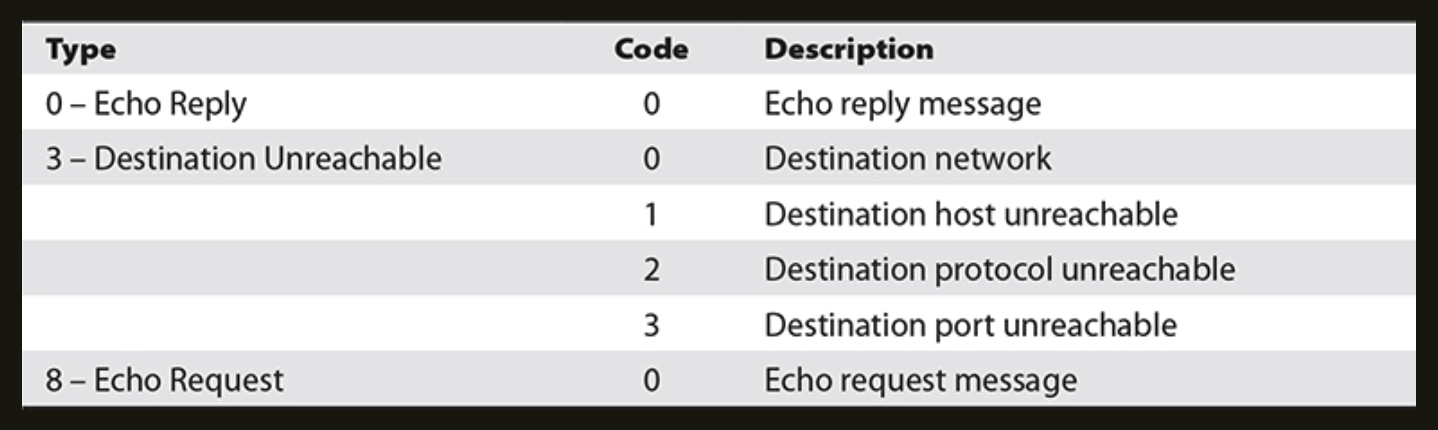 Type Code Description
0 – Echo Reply 0 Echo reply message
3 – Destination Unreachable 0 Destination network
1 Destination host unreachable
2 Destination protocol unreachable
3 Destination port unreachable
8 – Echo Request 0 Echo request message